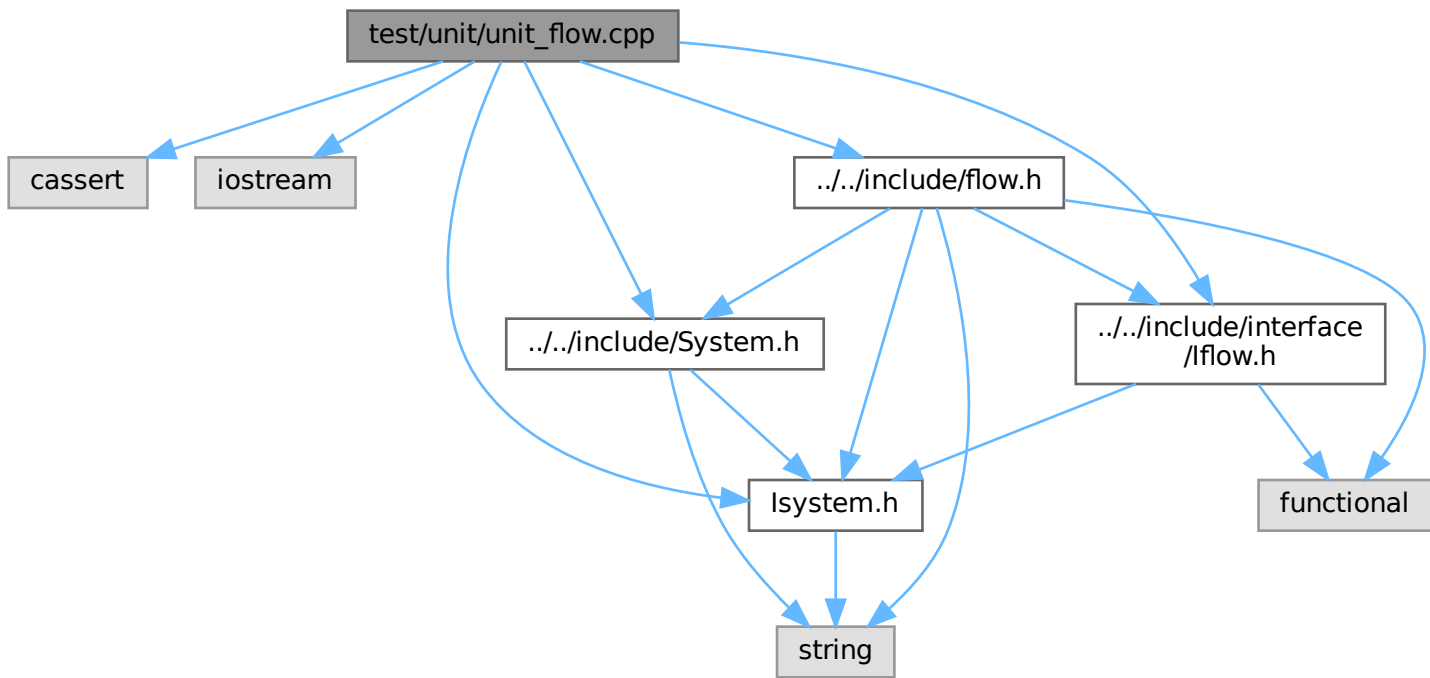 test/unit/unit_flow.cpp
cassert
iostream
../../include/flow.h
../../include/System.h
../../include/interface
/Iflow.h
Isystem.h
functional
string